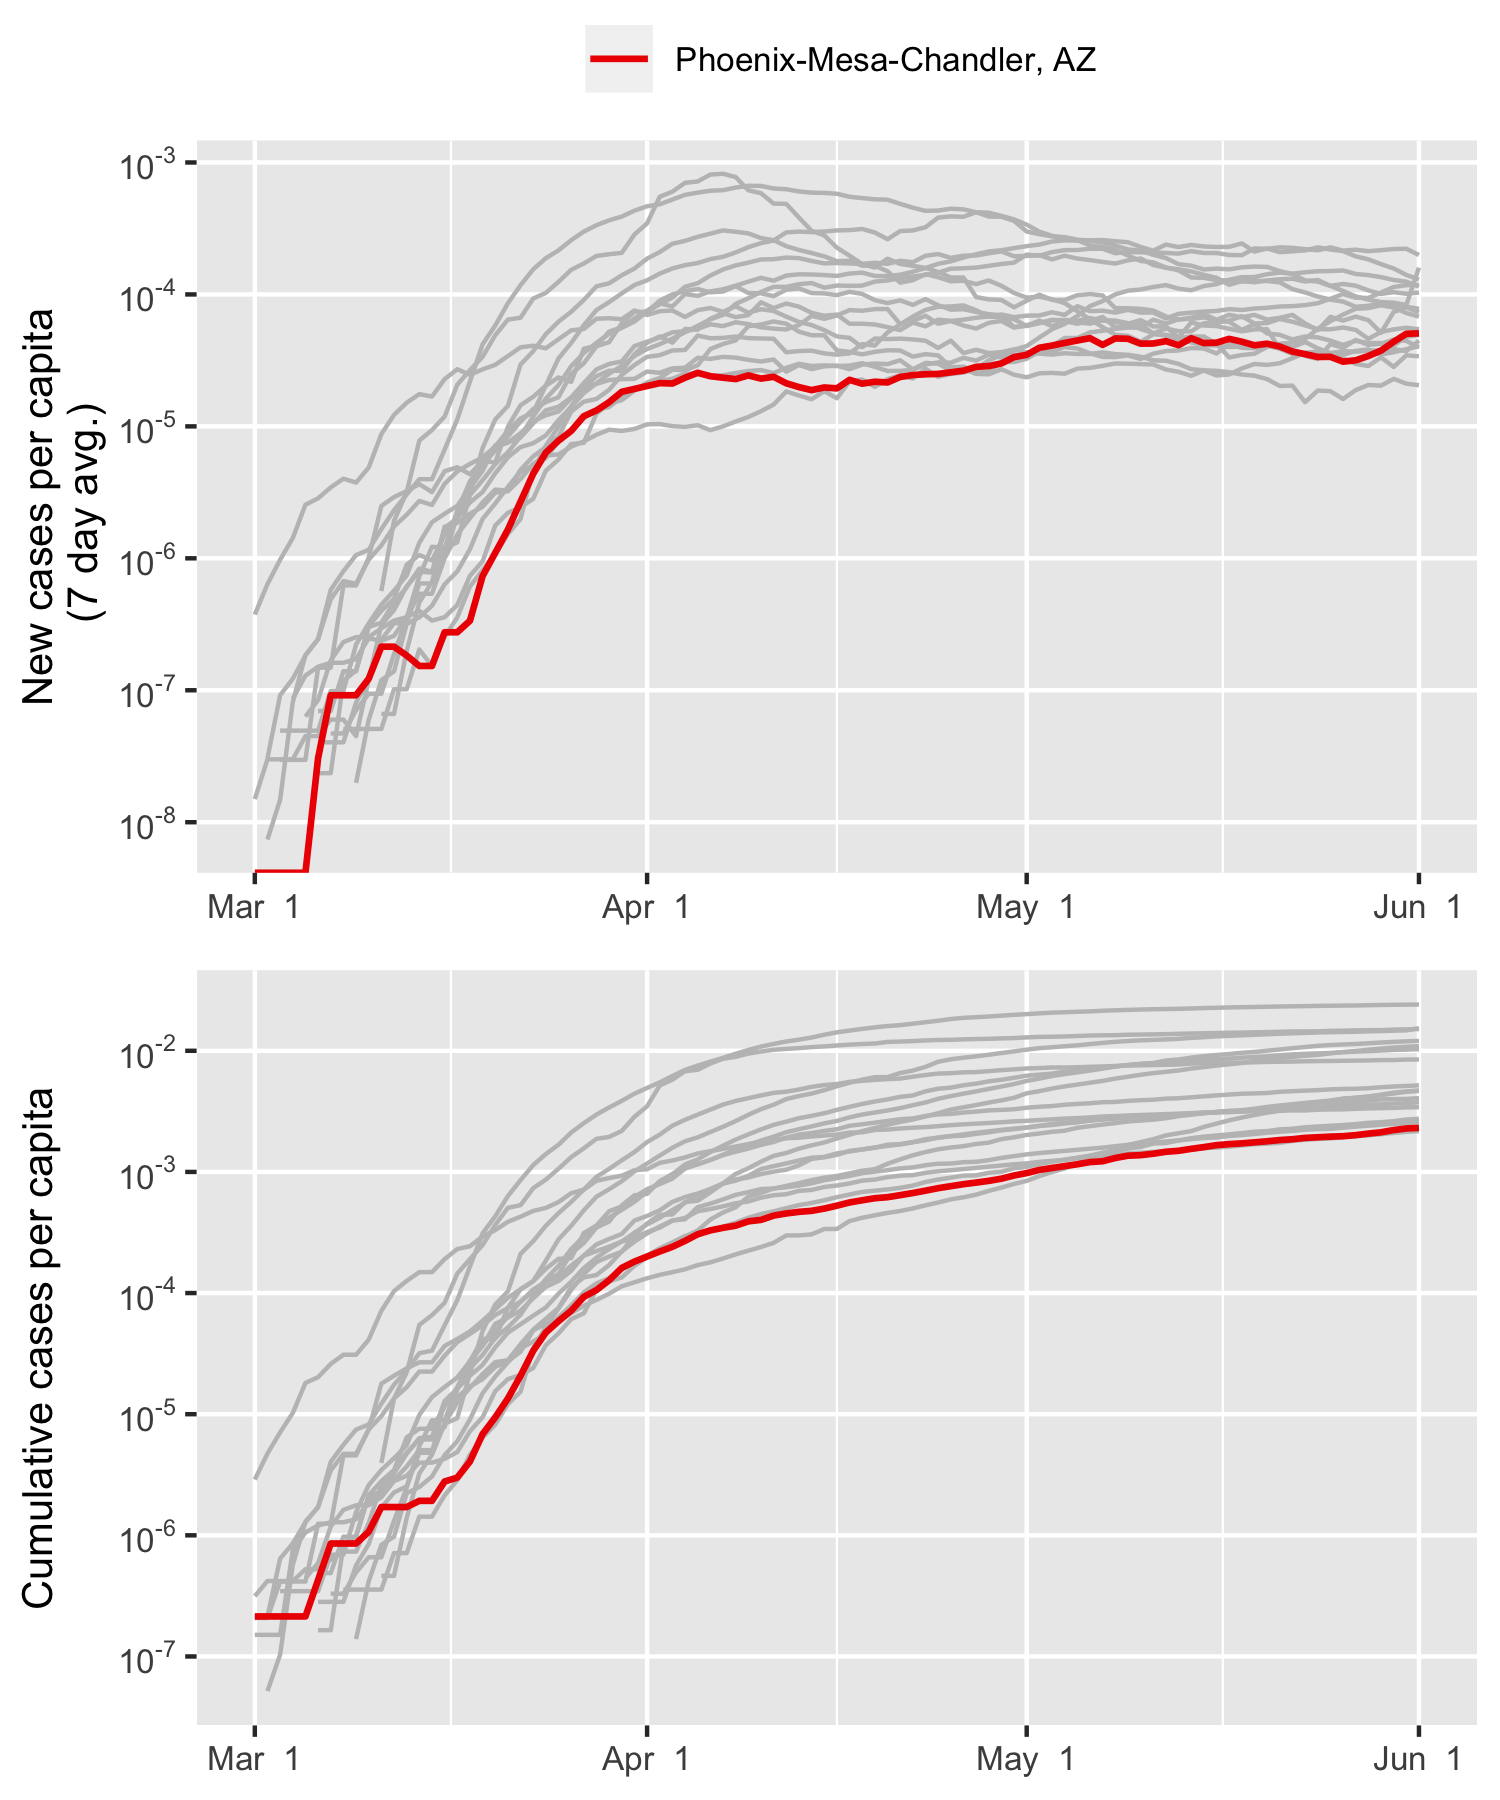 Phoenix-Mesa-Chandler, AZ
New cases per capita
(7 day avg.)
10⁻³
10⁻⁴
10⁻⁵
10⁻⁶
10⁻⁷
10⁻⁸
Mar 1 Apr 1 May 1 Jun 1
Cumulative cases per capita
10⁻²
10⁻³
10⁻⁴
10⁻⁵
10⁻⁶
10⁻⁷
Mar 1 Apr 1 May 1 Jun 1